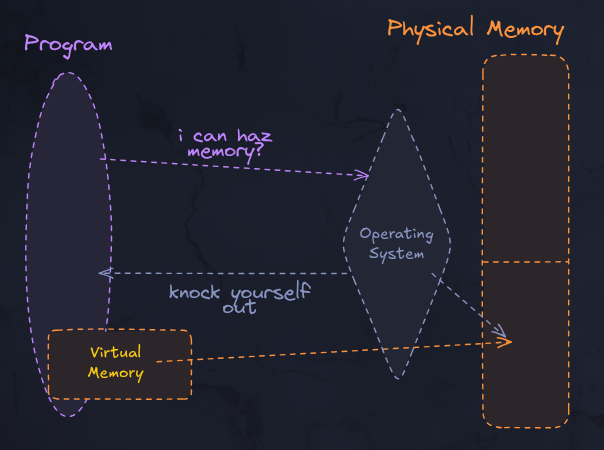 Program
Physical Memory
i can haz
memory?
Operating
System
knock yourself
out
Virtual
Memory